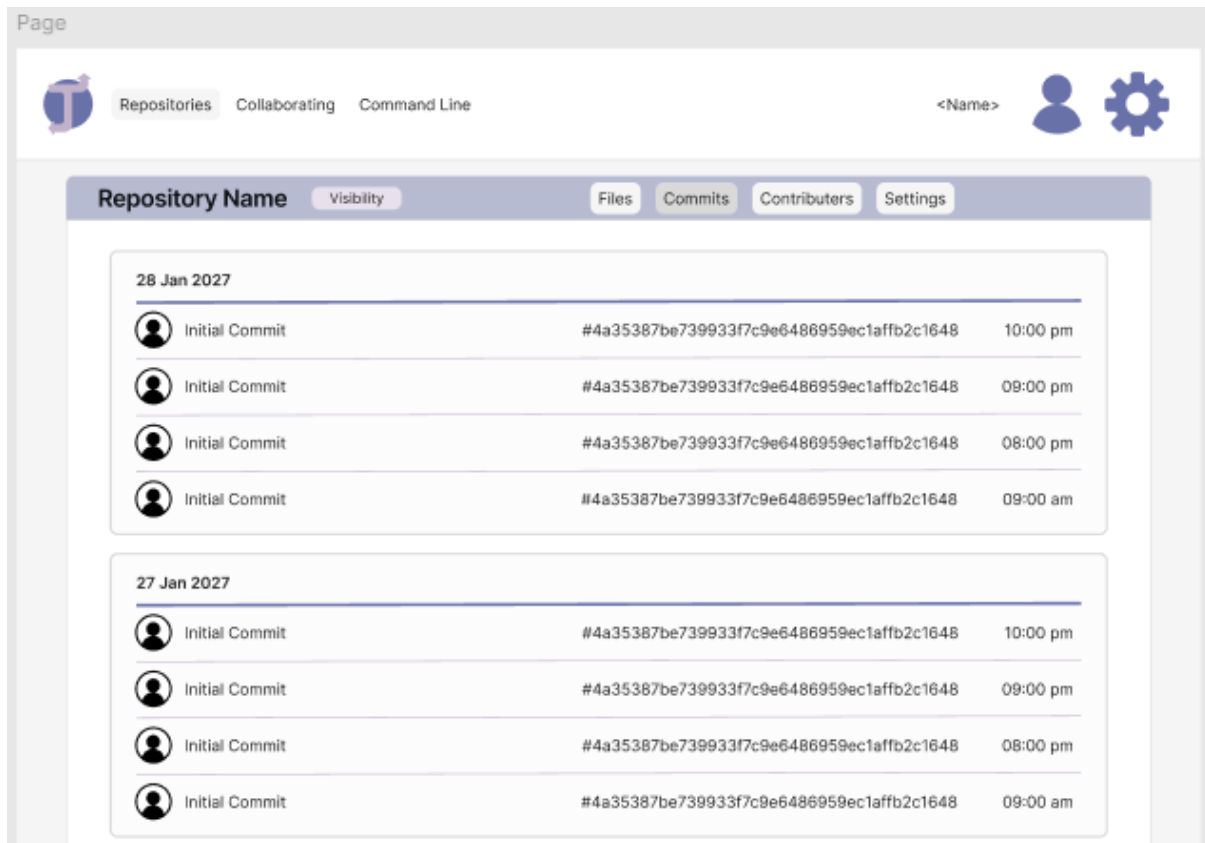 Page
Repositories Collaborating Command Line <Name>
Repository Name Visibility Files Commits Contributers Settings
28 Jan 2027
Initial Commit #4a35387be739933f7c9e6486959ec1affb2c1648 10:00 pm
Initial Commit #4a35387be739933f7c9e6486959ec1affb2c1648 09:00 pm
Initial Commit #4a35387be739933f7c9e6486959ec1affb2c1648 08:00 pm
Initial Commit #4a35387be739933f7c9e6486959ec1affb2c1648 09:00 am
27 Jan 2027
Initial Commit #4a35387be739933f7c9e6486959ec1affb2c1648 10:00 pm
Initial Commit #4a35387be739933f7c9e6486959ec1affb2c1648 09:00 pm
Initial Commit #4a35387be739933f7c9e6486959ec1affb2c1648 08:00 pm
Initial Commit #4a35387be739933f7c9e6486959ec1affb2c1648 09:00 am